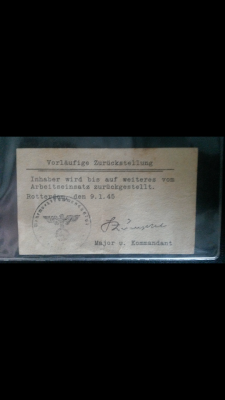 Vorläufige Zurückstellung
Inhaber wird bis auf weiteres vom
Arbeitseinsatz zurückgestellt.
Rotterdam, den 9.1.45
Major u. Kommandant